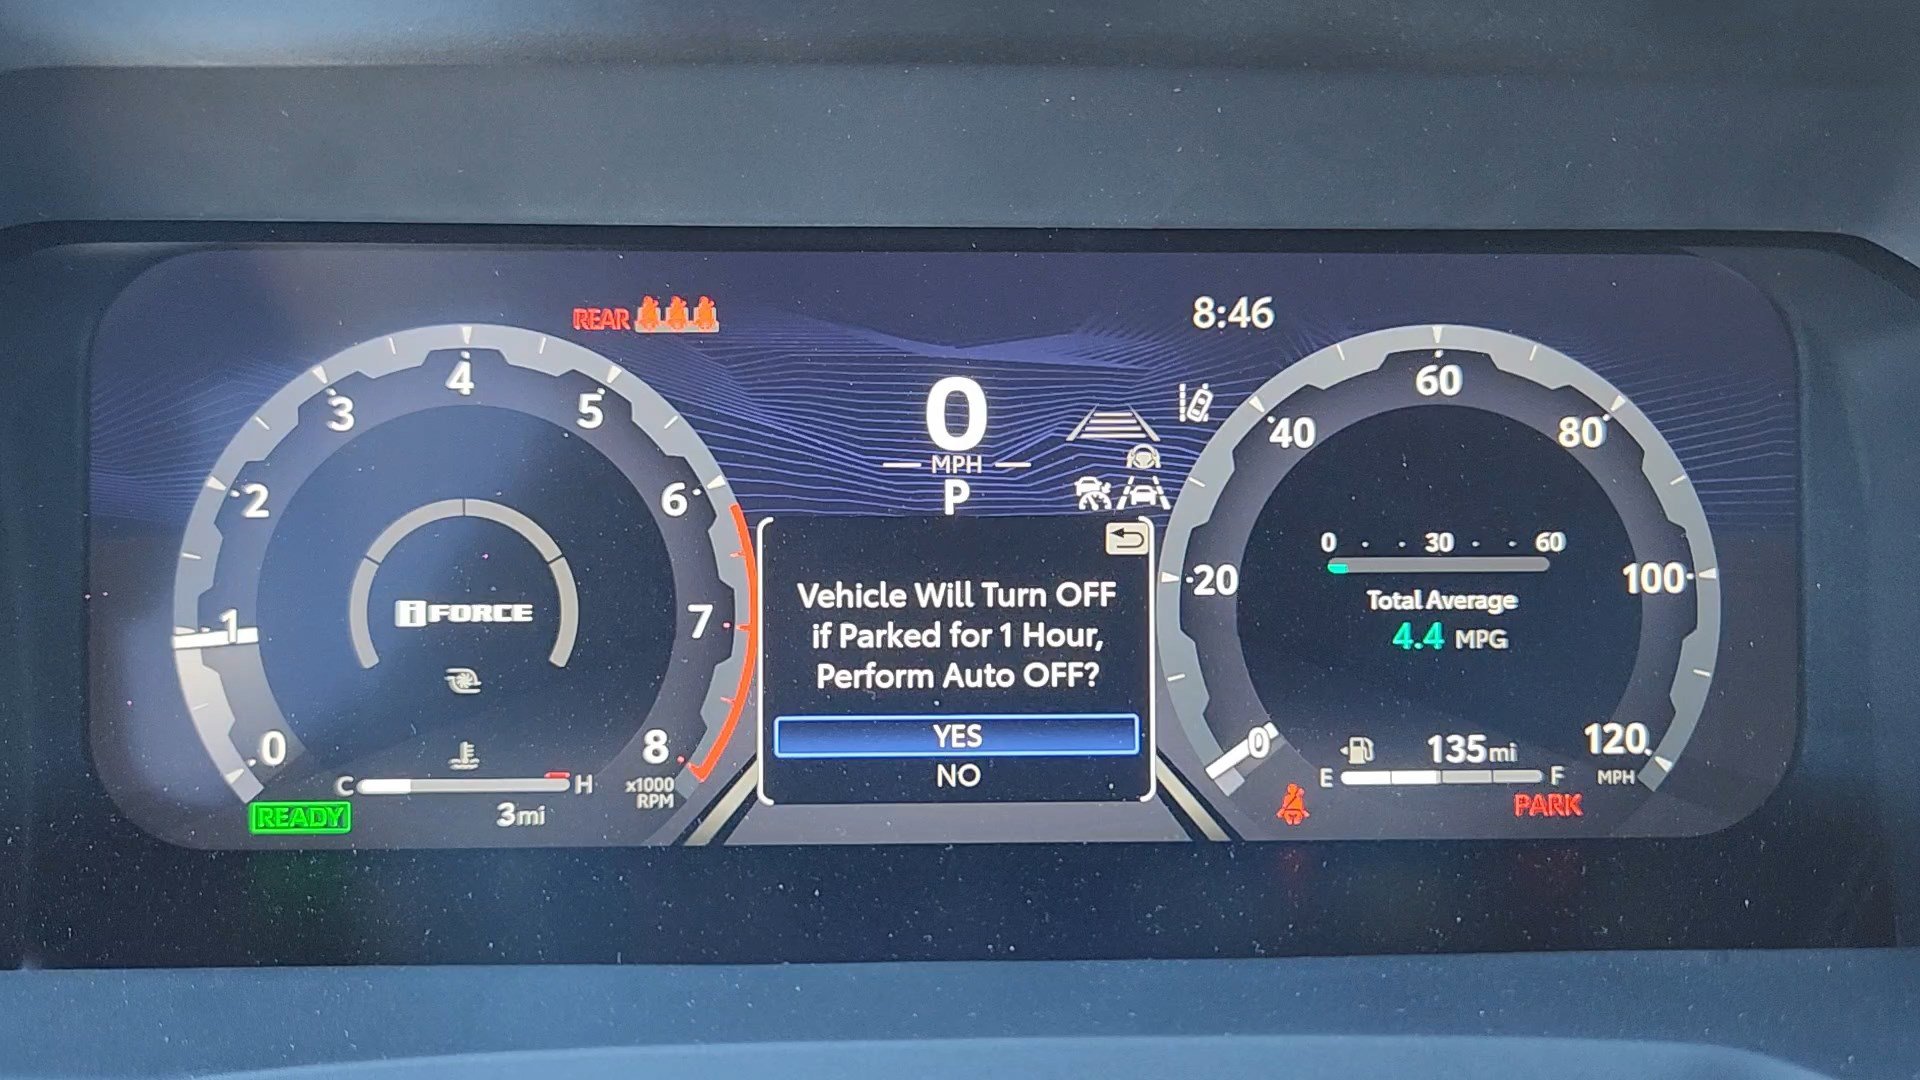 REAR
8:46
0
MPH
P
0
1
2
3
4
5
6
7
8
x1000
RPM
iFORCE
C
H
READY
3mi
Vehicle Will Turn OFF
if Parked for 1 Hour,
Perform Auto OFF?
YES
NO
0
20
40
60
80
100
120
MPH
0 30 60
Total Average
4.4 MPG
135mi
E
F
PARK